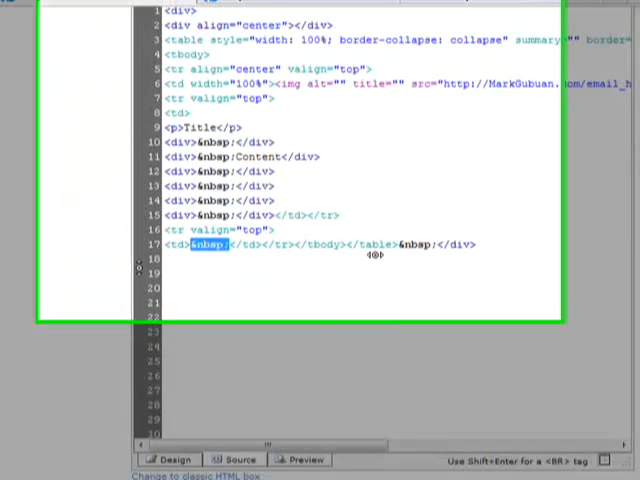 1 <div>
2 <div align="center"></div>
3 <table style="width: 100%; border-collapse: collapse" summary="" border=
4 <tbody>
5 <tr align="center" valign="top">
6 <td width="100%"><img alt="" title="" src="http://MarkGubuan.com/email_h
7 <tr valign="top">
8 <td>
9 <p>Title</p>
10 <div>&nbsp;</div>
11 <div>&nbsp;Content</div>
12 <div>&nbsp;</div>
13 <div>&nbsp;</div>
14 <div>&nbsp;</div>
15 <div>&nbsp;</div></td></tr>
16 <tr valign="top">
17 <td>&nbsp;</td></tr></tbody></table>&nbsp;</div>
18
19
20
21
22
23
24
25
26
27
28
29
30
Design Source Preview Use Shift+Enter for a <BR> tag
Change to classic HTML box